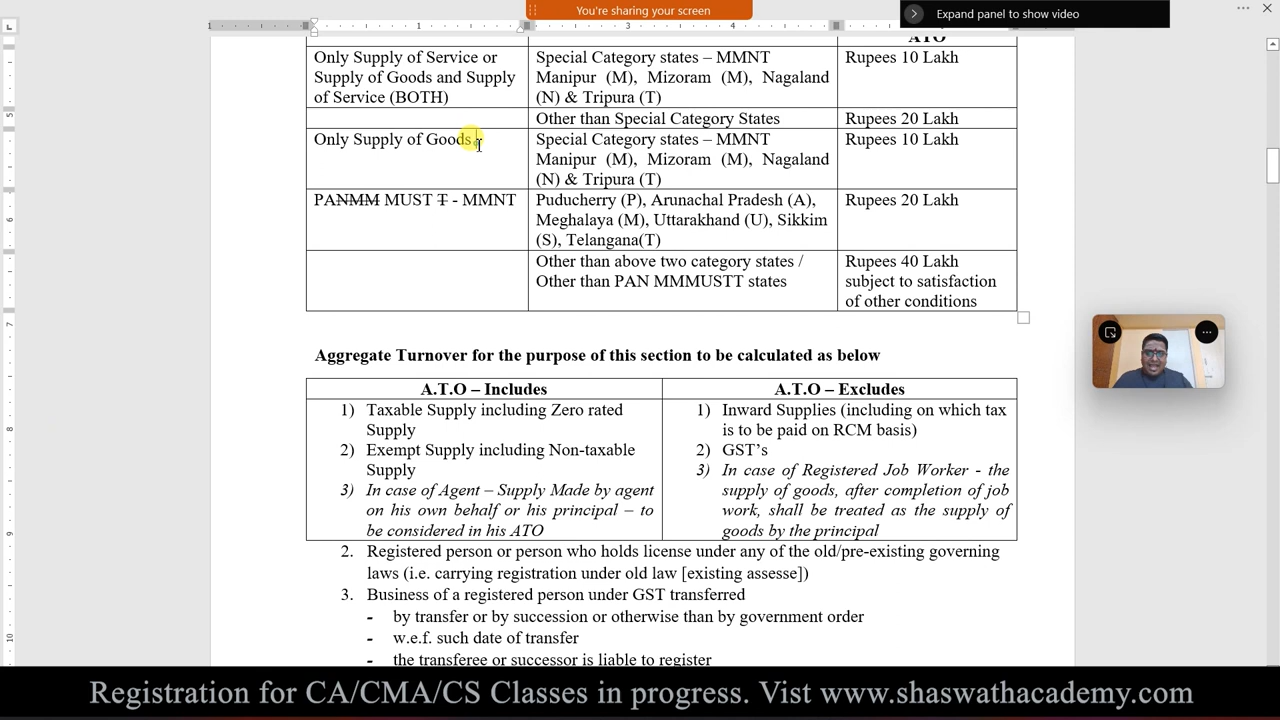 You're sharing your screen
Expand panel to show video
1 1 2 3 4 5
ATO
Only Supply of Service or
Supply of Goods and Supply
of Service (BOTH)
Special Category states – MMNT
Manipur (M), Mizoram (M), Nagaland
(N) & Tripura (T)
Rupees 10 Lakh
Other than Special Category States
Rupees 20 Lakh
Only Supply of Goods
Special Category states – MMNT
Manipur (M), Mizoram (M), Nagaland
(N) & Tripura (T)
Rupees 10 Lakh
PANMM MUST T - MMNT
Puducherry (P), Arunachal Pradesh (A),
Meghalaya (M), Uttarakhand (U), Sikkim
(S), Telangana(T)
Rupees 20 Lakh
Other than above two category states /
Other than PAN MMMUSTT states
Rupees 40 Lakh
subject to satisfaction
of other conditions
Aggregate Turnover for the purpose of this section to be calculated as below
A.T.O – Includes
1) Taxable Supply including Zero rated
Supply
2) Exempt Supply including Non-taxable
Supply
3) In case of Agent – Supply Made by agent
on his own behalf or his principal – to
be considered in his ATO
A.T.O – Excludes
1) Inward Supplies (including on which tax
is to be paid on RCM basis)
2) GST's
3) In case of Registered Job Worker - the
supply of goods, after completion of job
work, shall be treated as the supply of
goods by the principal
2. Registered person or person who holds license under any of the old/pre-existing governing
laws (i.e. carrying registration under old law [existing assesse])
3. Business of a registered person under GST transferred
- by transfer or by succession or otherwise than by government order
- w.e.f. such date of transfer
- the transferee or successor is liable to register
5
6
7
8
9
10
Registration for CA/CMA/CS Classes in progress. Vist www.shaswathacademy.com